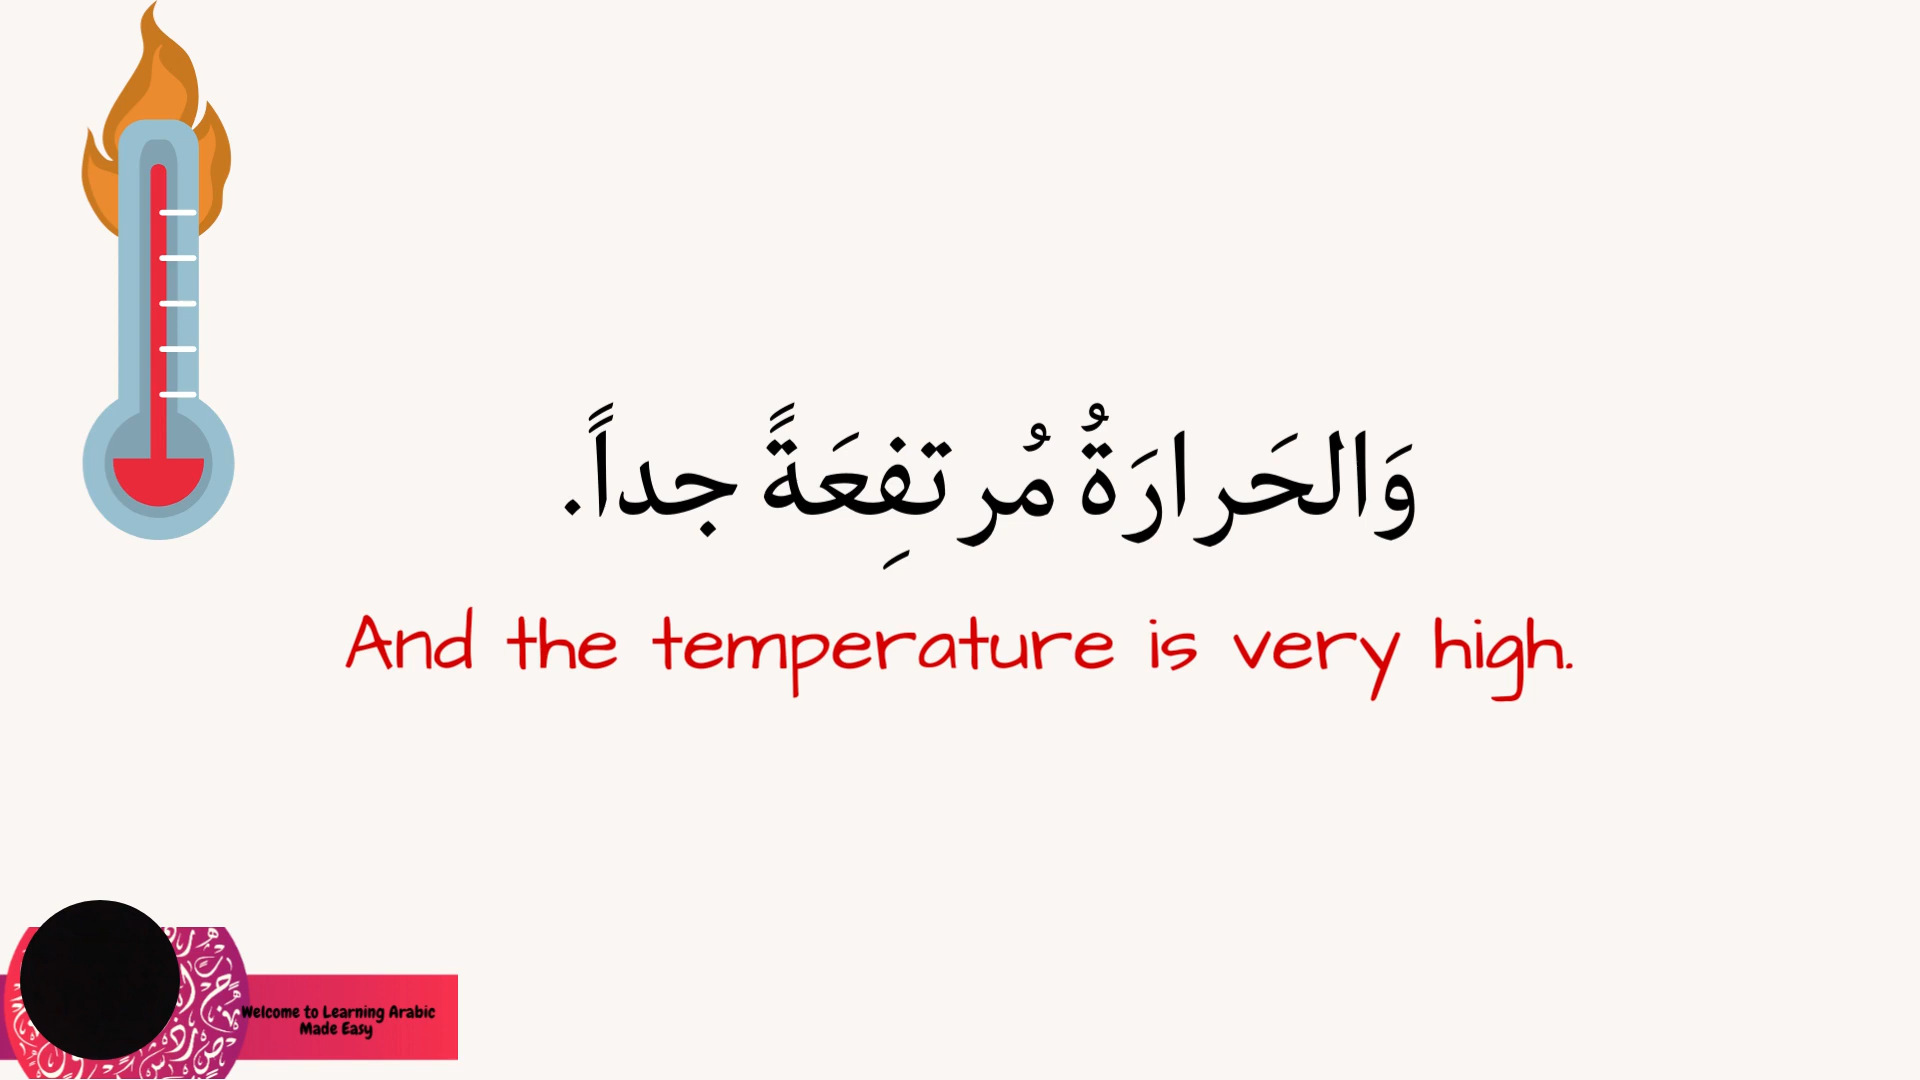 وَالحَرارَةُ مُرتفِعَةً جداً.
And the temperature is very high.
Welcome to Learning Arabic
Made Easy